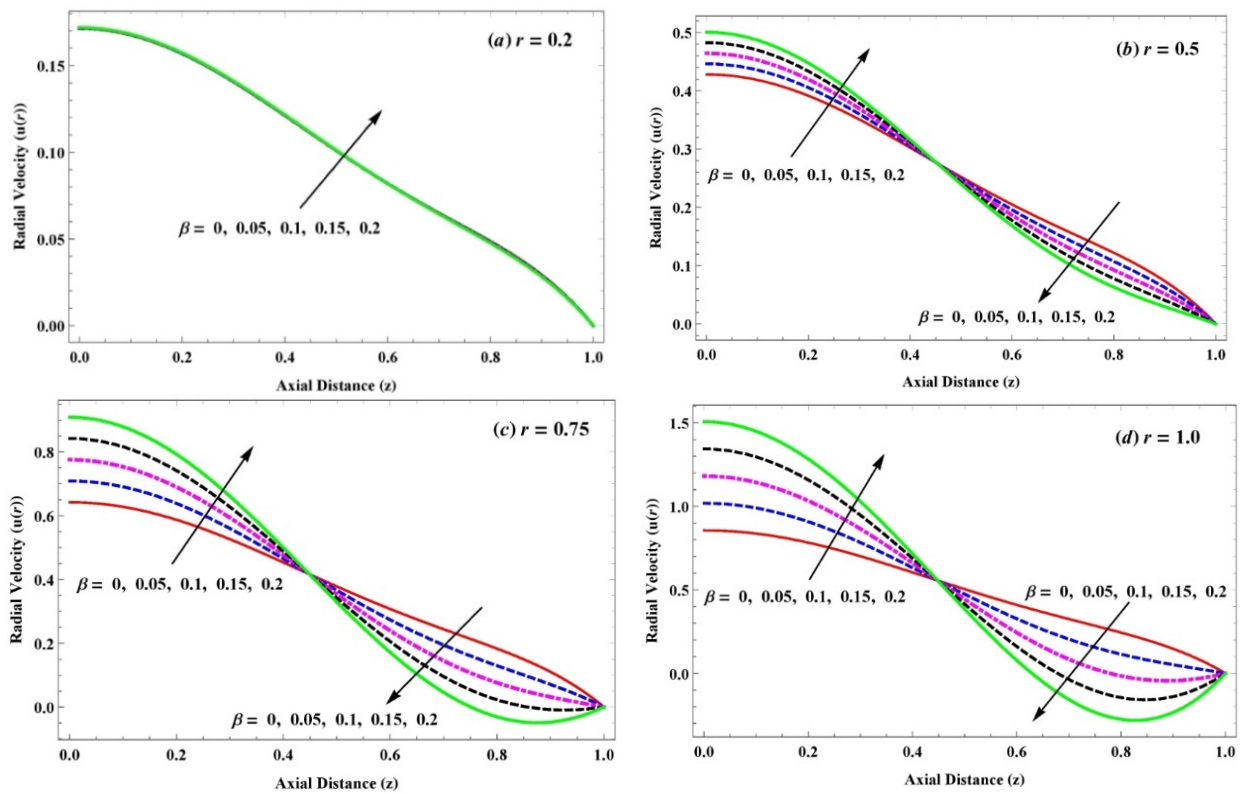 (a) r = 0.2
Radial Velocity (u(r))
0.15
0.10
0.05
0.00
β = 0, 0.05, 0.1, 0.15, 0.2
0.0 0.2 0.4 0.6 0.8 1.0
Axial Distance (z)
(b) r = 0.5
Radial Velocity (u(r))
0.5
0.4
0.3
0.2
0.1
0.0
β = 0, 0.05, 0.1, 0.15, 0.2
β = 0, 0.05, 0.1, 0.15, 0.2
0.0 0.2 0.4 0.6 0.8 1.0
Axial Distance (z)
(c) r = 0.75
Radial Velocity (u(r))
0.8
0.6
0.4
0.2
0.0
β = 0, 0.05, 0.1, 0.15, 0.2
β = 0, 0.05, 0.1, 0.15, 0.2
0.0 0.2 0.4 0.6 0.8 1.0
Axial Distance (z)
(d) r = 1.0
Radial Velocity (u(r))
1.5
1.0
0.5
0.0
β = 0, 0.05, 0.1, 0.15, 0.2
β = 0, 0.05, 0.1, 0.15, 0.2
0.0 0.2 0.4 0.6 0.8 1.0
Axial Distance (z)